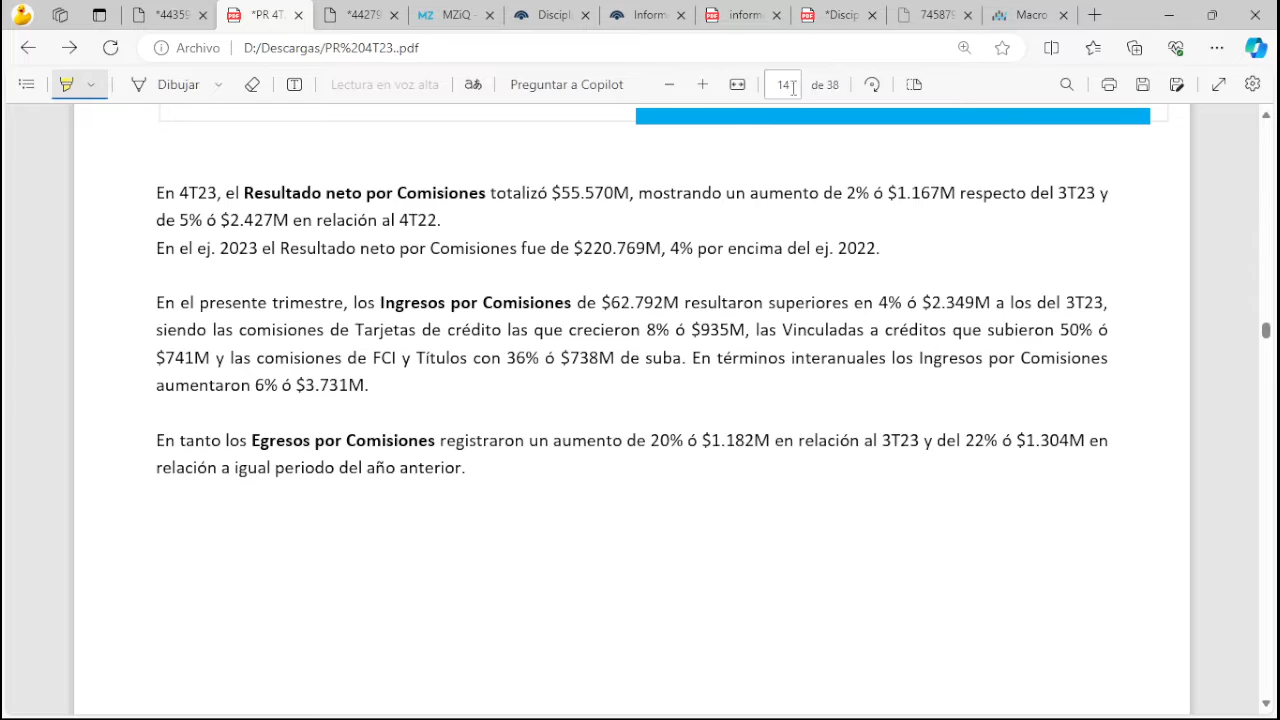 *44359
*PR 4T.
*44279
MZ MZiQ -
Discipl
Inform
inform
*Discip
745879
Macro
Archivo D:/Descargas/PR%204T23..pdf
Dibujar
Lectura en voz alta
aあ
Preguntar a Copilot
14 de 38
En 4T23, el Resultado neto por Comisiones totalizó $55.570M, mostrando un aumento de 2% ó $1.167M respecto del 3T23 y
de 5% ó $2.427M en relación al 4T22.
En el ej. 2023 el Resultado neto por Comisiones fue de $220.769M, 4% por encima del ej. 2022.
En el presente trimestre, los Ingresos por Comisiones de $62.792M resultaron superiores en 4% ó $2.349M a los del 3T23,
siendo las comisiones de Tarjetas de crédito las que crecieron 8% ó $935M, las Vinculadas a créditos que subieron 50% ó
$741M y las comisiones de FCI y Títulos con 36% ó $738M de suba. En términos interanuales los Ingresos por Comisiones
aumentaron 6% ó $3.731M.
En tanto los Egresos por Comisiones registraron un aumento de 20% ó $1.182M en relación al 3T23 y del 22% ó $1.304M en
relación a igual periodo del año anterior.